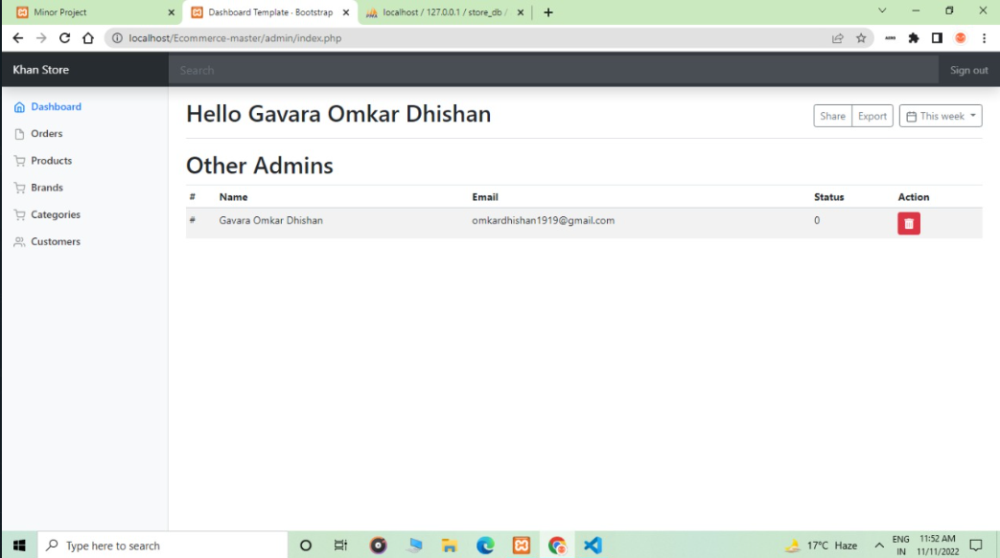 Minor Project
Dashboard Template · Bootstrap
localhost / 127.0.0.1 / store_db /
localhost/Ecommerce-master/admin/index.php
Khan Store
Search
Sign out
Dashboard
Orders
Products
Brands
Categories
Customers
Hello Gavara Omkar Dhishan
Share
Export
This week
Other Admins
# Name Email Status Action
# Gavara Omkar Dhishan omkardhishan1919@gmail.com 0
Type here to search
17°C Haze
ENG
IN
11:52 AM
11/11/2022